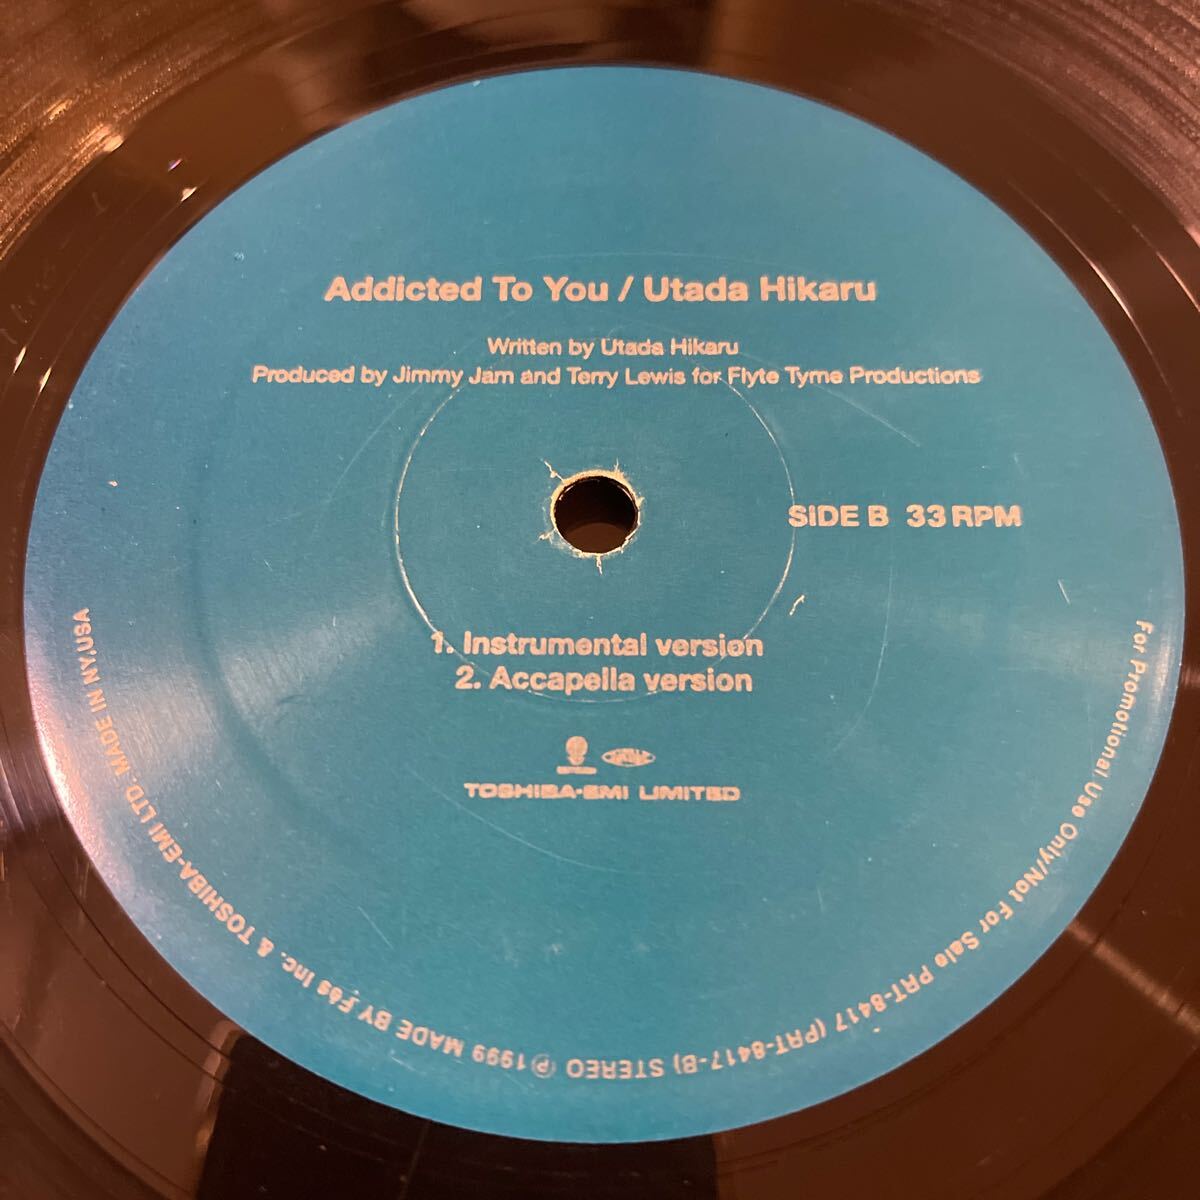 Addicted To You / Utada Hikaru
Written by Utada Hikaru
Produced by Jimmy Jam and Terry Lewis for Flyte Tyme Productions
SIDE B 33 RPM
1. Instrumental version
2. Accapella version
TOSHIBA-EMI LIMITED
For Promotional Use Only/Not For Sale PRT-8417 (PRT-8417-B) STEREO Ⓟ 1999 MADE BY Fës Inc. & TOSHIBA-EMI LTD. MADE IN NY,USA